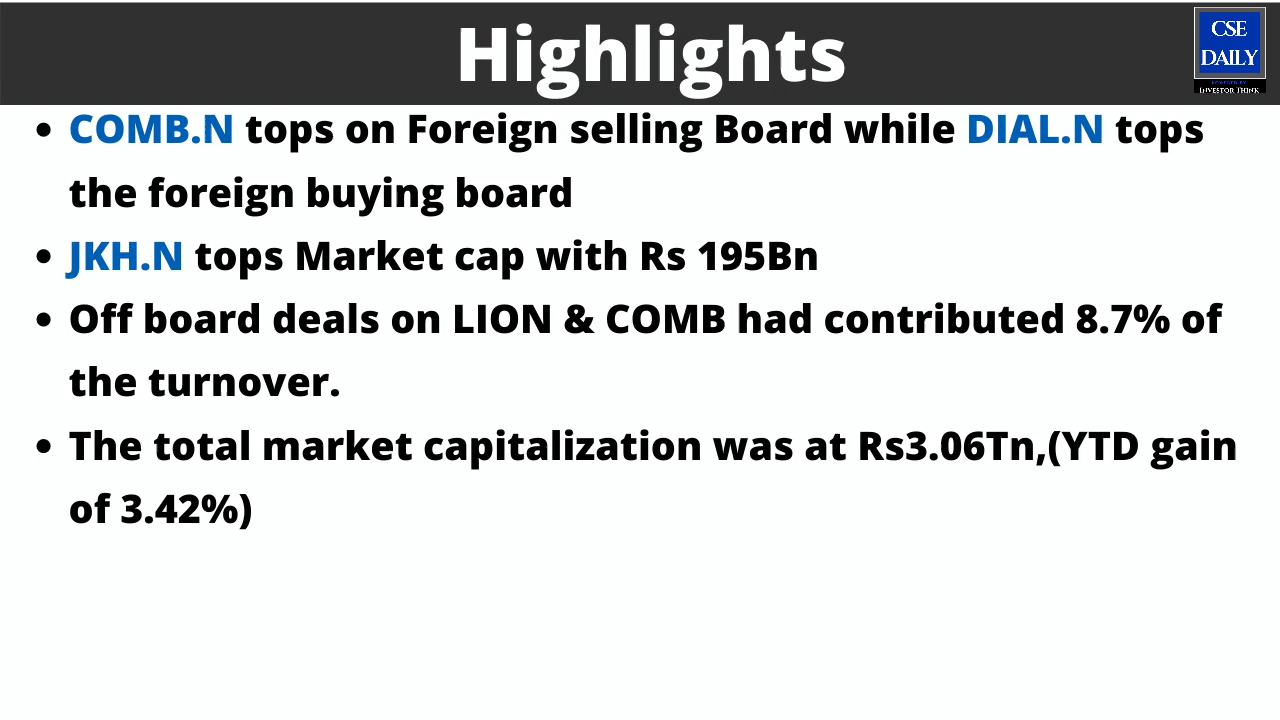 Highlights
CSE
DAILY
POWERED BY
INVESTOR THINK
• COMB.N tops on Foreign selling Board while DIAL.N tops
the foreign buying board
• JKH.N tops Market cap with Rs 195Bn
• Off board deals on LION & COMB had contributed 8.7% of
the turnover.
• The total market capitalization was at Rs3.06Tn,(YTD gain
of 3.42%)